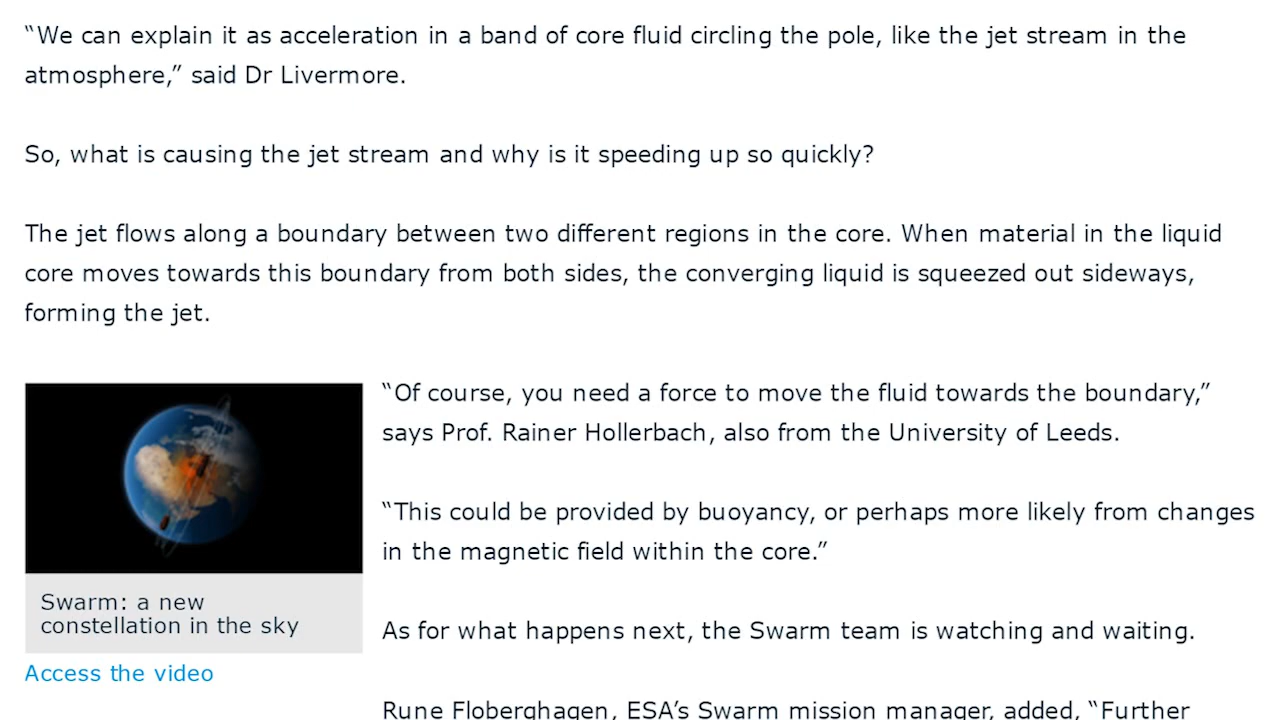 “We can explain it as acceleration in a band of core fluid circling the pole, like the jet stream in the
atmosphere,” said Dr Livermore.
So, what is causing the jet stream and why is it speeding up so quickly?
The jet flows along a boundary between two different regions in the core. When material in the liquid
core moves towards this boundary from both sides, the converging liquid is squeezed out sideways,
forming the jet.
“Of course, you need a force to move the fluid towards the boundary,”
says Prof. Rainer Hollerbach, also from the University of Leeds.
“This could be provided by buoyancy, or perhaps more likely from changes
in the magnetic field within the core.”
Swarm: a new
constellation in the sky
Access the video
As for what happens next, the Swarm team is watching and waiting.
Rune Floberghagen, ESA’s Swarm mission manager, added, “Further